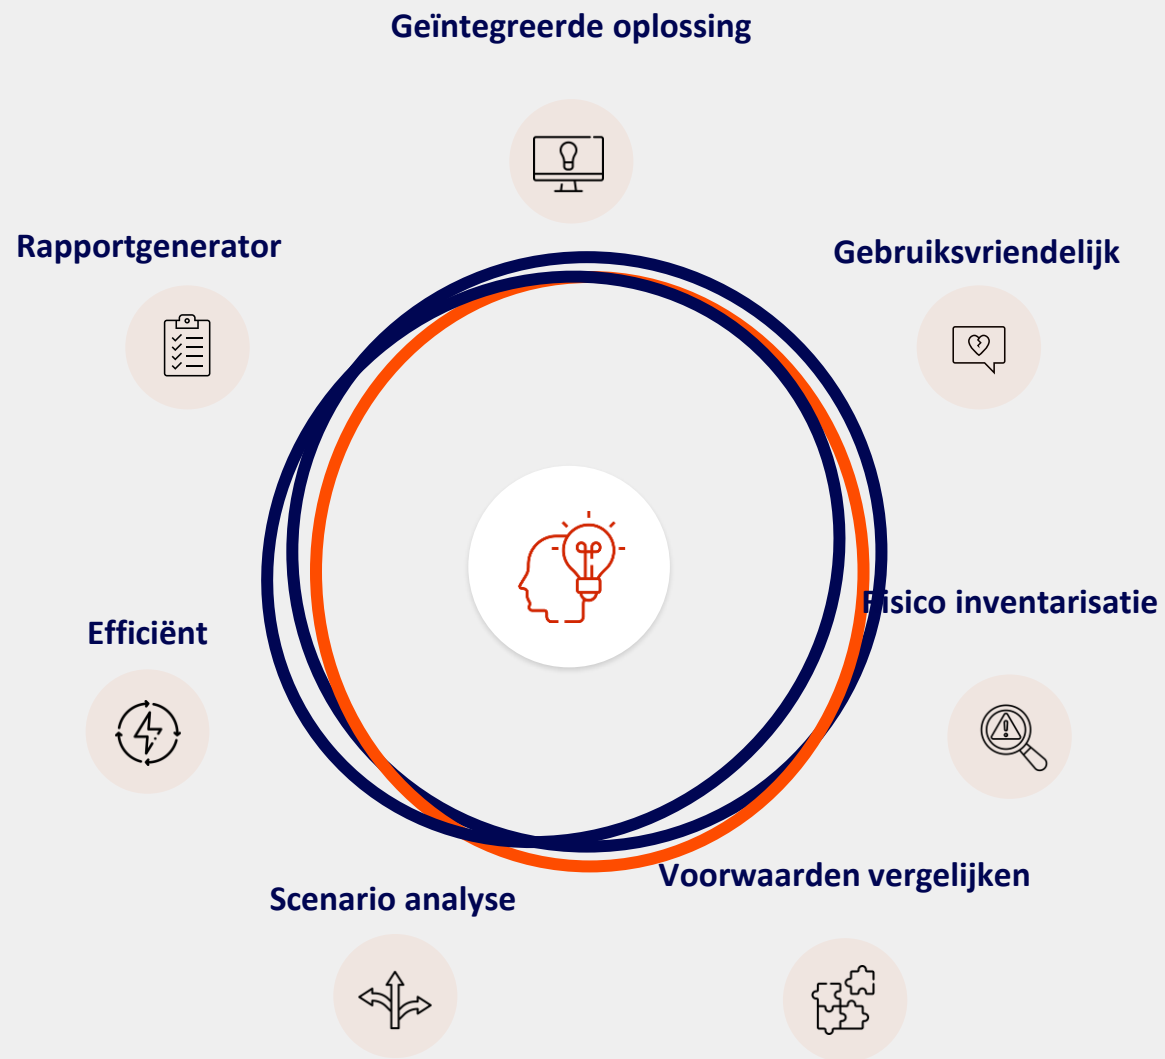 Geïntegreerde oplossing
Rapportgenerator
Gebruiksvriendelijk
Risico inventarisatie
Efficiënt
Voorwaarden vergelijken
Scenario analyse